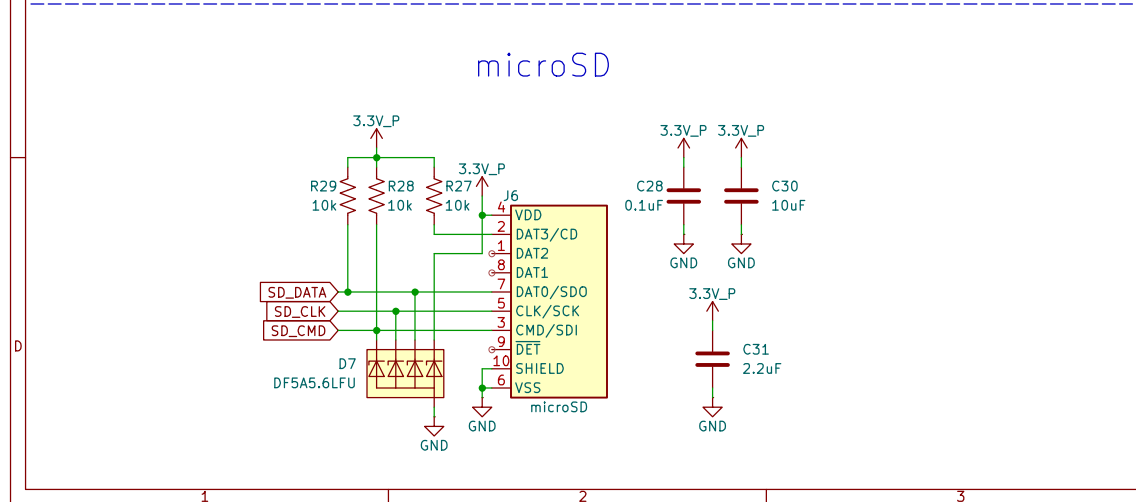 microSD
3.3V_P
3.3V_P 3.3V_P
3.3V_P
R29 R28 R27 J6
10k 10k 10k
C28 C30
0.1uF 10uF
4 VDD
2 DAT3/CD
1 DAT2
8 DAT1
7 DAT0/SDO
5 CLK/SCK
3 CMD/SDI
9 DET
10 SHIELD
6 VSS
microSD
GND GND
SD_DATA
SD_CLK
SD_CMD
3.3V_P
D
C31
2.2uF
D7
DF5A5.6LFU
GND
GND
GND
1 2 3